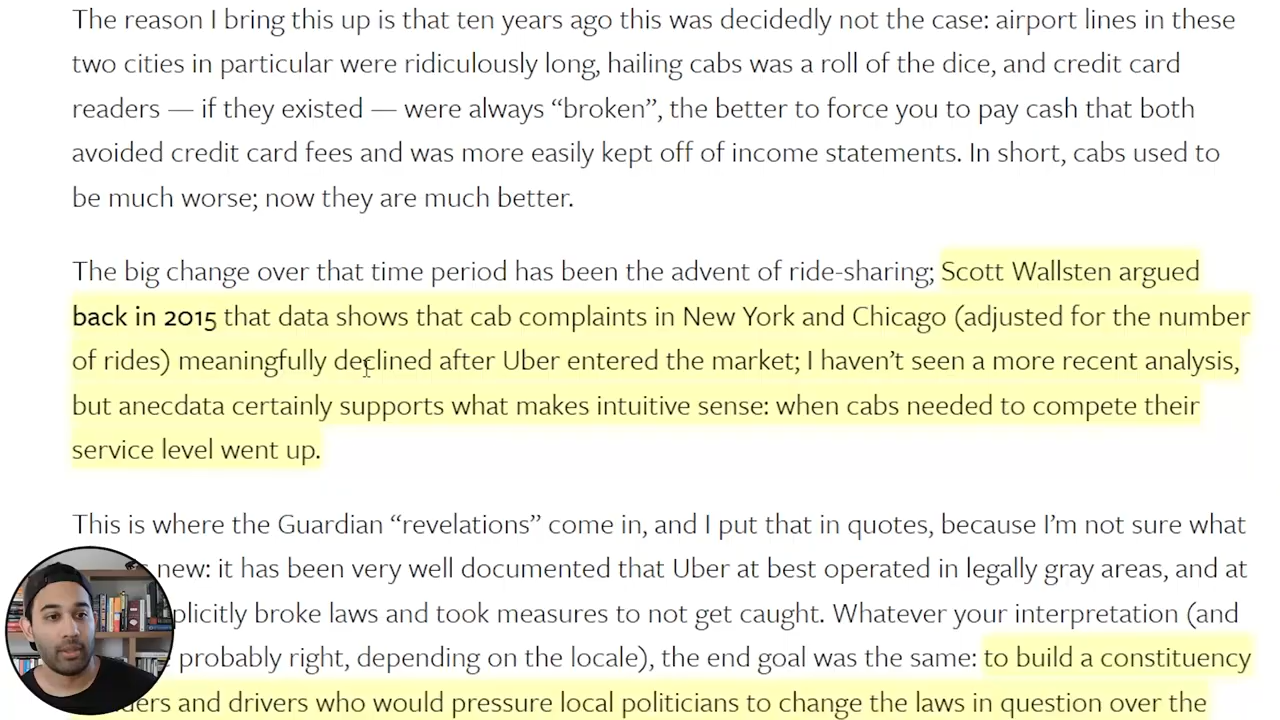 The reason I bring this up is that ten years ago this was decidedly not the case: airport lines in these
two cities in particular were ridiculously long, hailing cabs was a roll of the dice, and credit card
readers — if they existed — were always “broken”, the better to force you to pay cash that both
avoided credit card fees and was more easily kept off of income statements. In short, cabs used to
be much worse; now they are much better.
The big change over that time period has been the advent of ride-sharing; Scott Wallsten argued
back in 2015 that data shows that cab complaints in New York and Chicago (adjusted for the number
of rides) meaningfully declined after Uber entered the market; I haven’t seen a more recent analysis,
but anecdata certainly supports what makes intuitive sense: when cabs needed to compete their
service level went up.
This is where the Guardian “revelations” come in, and I put that in quotes, because I’m not sure what
new: it has been very well documented that Uber at best operated in legally gray areas, and at
plicitly broke laws and took measures to not get caught. Whatever your interpretation (and
probably right, depending on the locale), the end goal was the same: to build a constituency
and drivers who would pressure local politicians to change the laws in question over the